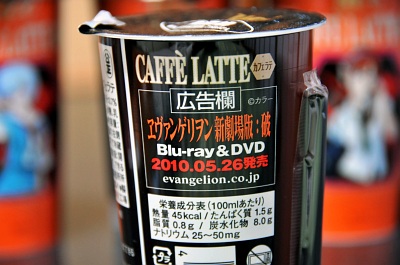 CAFFÈ LATTE カフェラテ
広告欄 ©カラー
ヱヴァンゲリヲン 新劇場版:破
Blu-ray & DVD
2010.05.26発売
evangelion.co.jp
栄養成分表(100mlあたり)
熱量 45kcal/たんぱく質 1.5g
脂質 0.8g / 炭水化物 8.0g
ナトリウム 25〜50mg
プラ